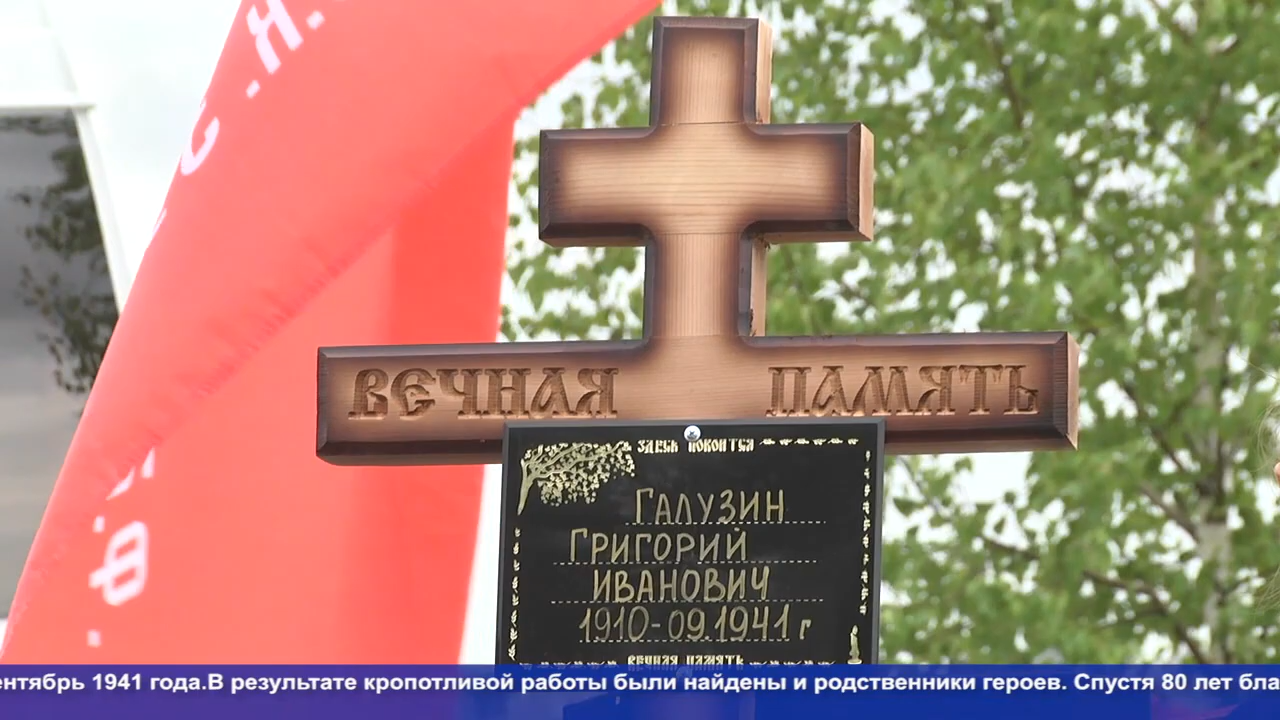 ВЕЧНАЯ ПАМЯТЬ
ЗДЕСЬ ПОКОИТСЯ
ГАЛУЗИН
ГРИГОРИЙ
ИВАНОВИЧ
1910-09.1941 г
ВЕЧНАЯ ПАМЯТЬ
ентябрь 1941 года.В результате кропотливой работы были найдены и родственники героев. Спустя 80 лет бла